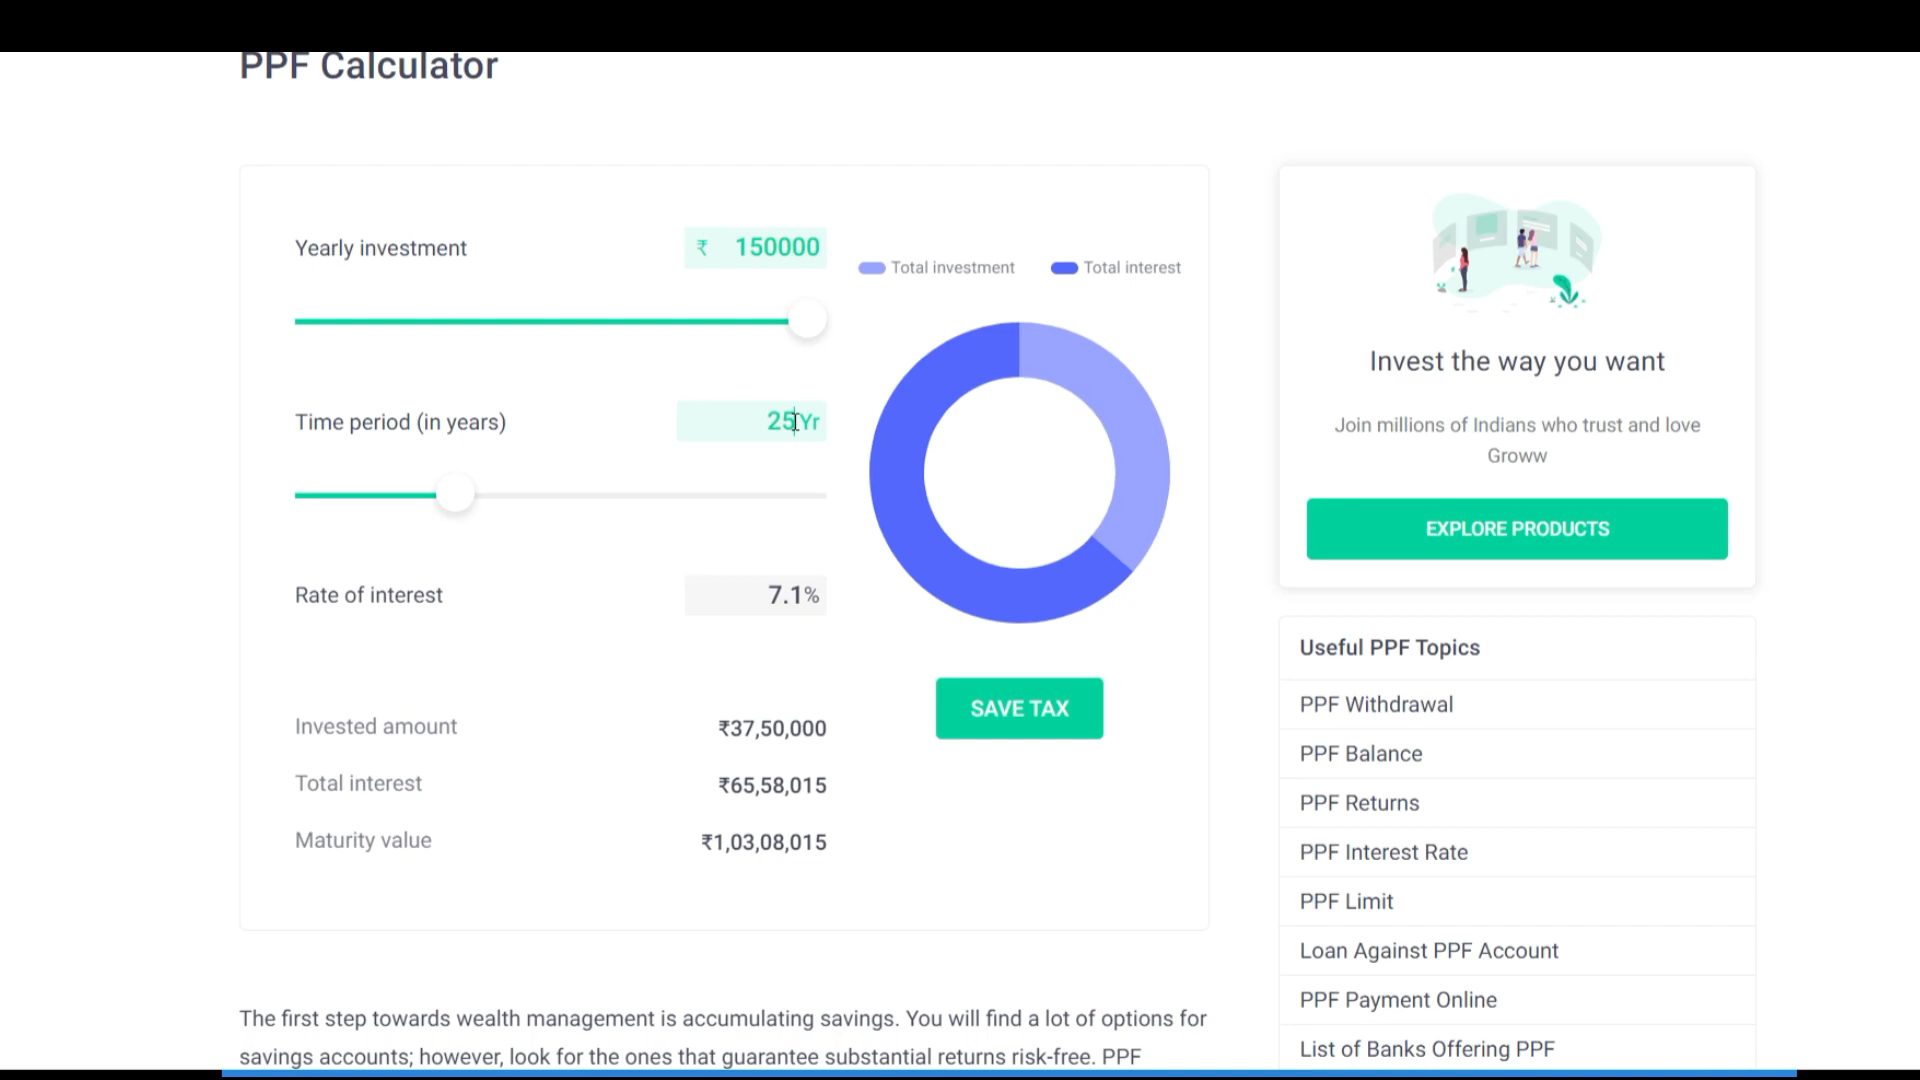 PPF Calculator
Yearly investment
₹ 150000
Time period (in years)
25 Yr
Rate of interest
7.1%
Invested amount
₹37,50,000
Total interest
₹65,58,015
Maturity value
₹1,03,08,015
Total investment
Total interest
SAVE TAX
Invest the way you want
Join millions of Indians who trust and love
Groww
EXPLORE PRODUCTS
Useful PPF Topics
PPF Withdrawal
PPF Balance
PPF Returns
PPF Interest Rate
PPF Limit
Loan Against PPF Account
PPF Payment Online
List of Banks Offering PPF
The first step towards wealth management is accumulating savings. You will find a lot of options for
savings accounts; however, look for the ones that guarantee substantial returns risk-free. PPF